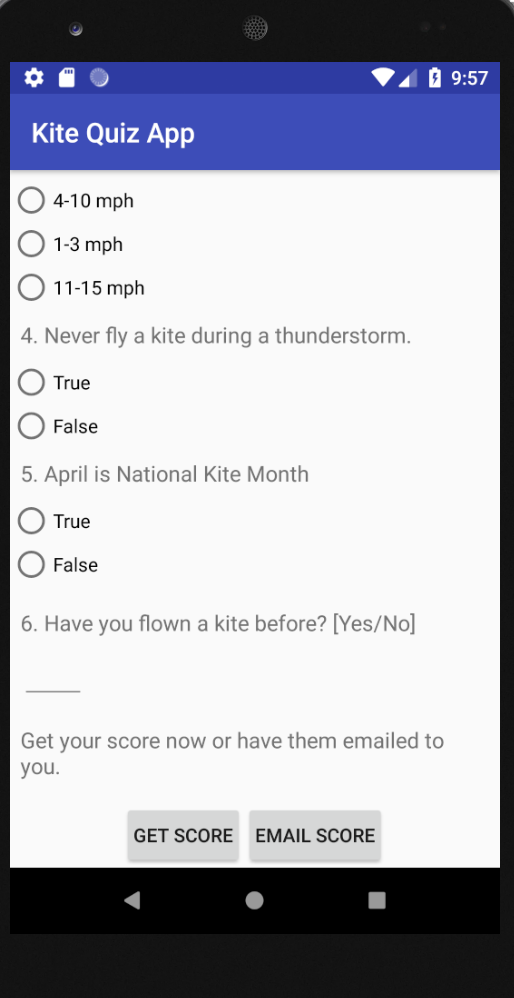 9:57
Kite Quiz App
4-10 mph
1-3 mph
11-15 mph
4. Never fly a kite during a thunderstorm.
True
False
5. April is National Kite Month
True
False
6. Have you flown a kite before? [Yes/No]
Get your score now or have them emailed to
you.
GET SCORE EMAIL SCORE